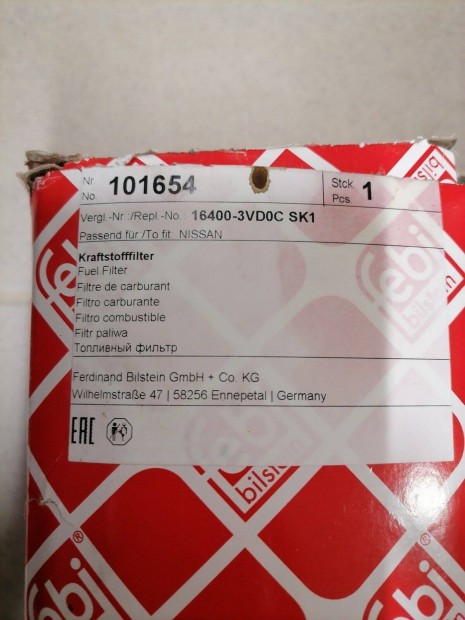 Nr
No. 101654
Stck
Pcs 1
Vergl.-Nr./Repl.-No.: 16400-3VD0C SK1
Passend für /To fit: NISSAN
Kraftstofffilter
Fuel Filter
Filtre de carburant
Filtro carburante
Filtro combustible
Filtr paliwa
Топливный фильтр
Ferdinand Bilstein GmbH + Co. KG
Wilhelmstraße 47 | 58256 Ennepetal | Germany
EAC
febi
bilstein
bilstein
febi
febi